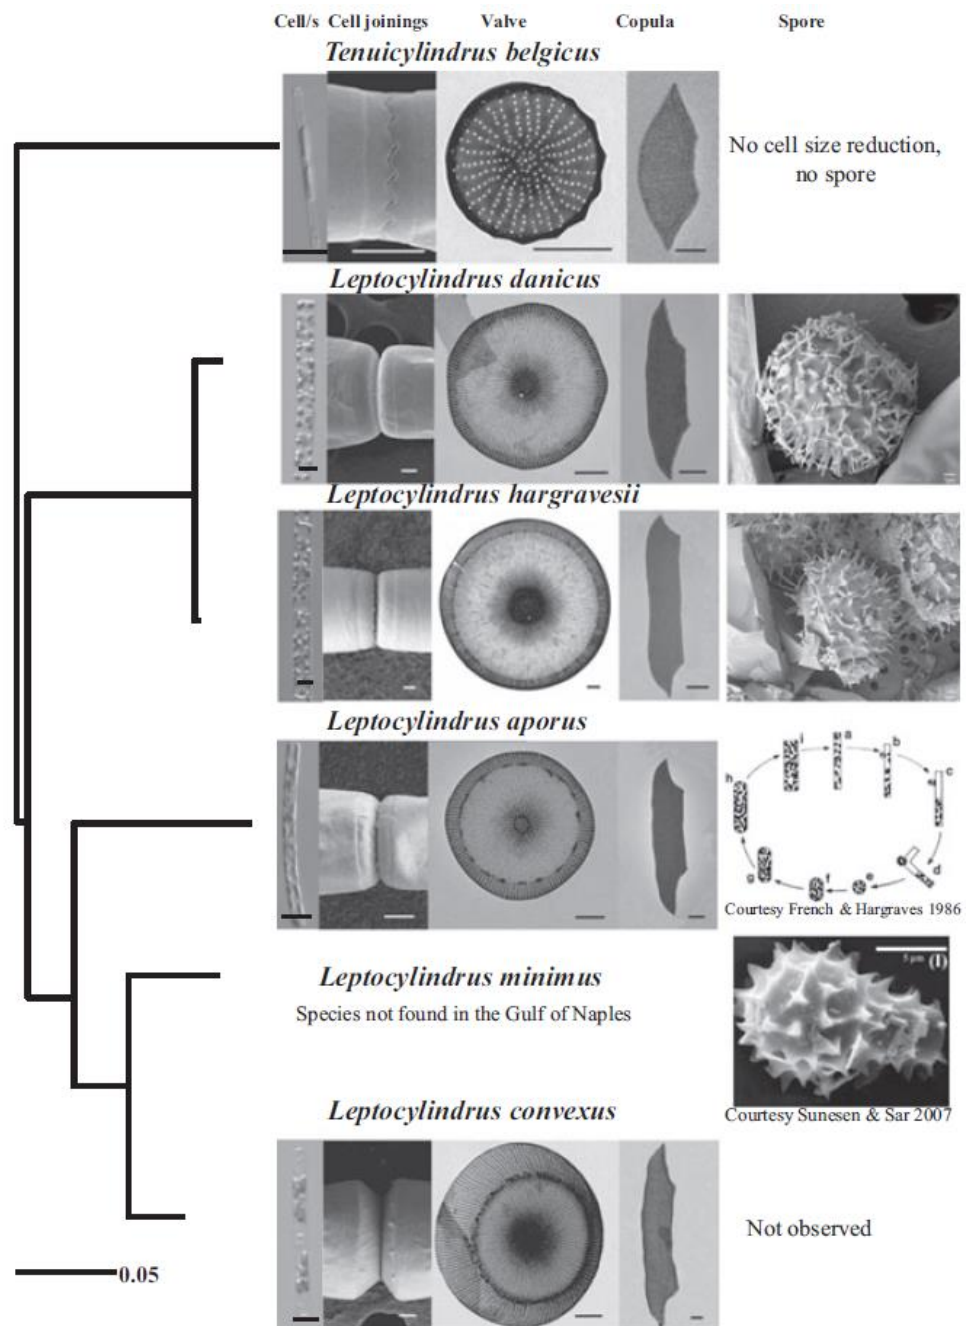 Cell/s Cell joinings Valve Copula Spore
Tenuicylindrus belgicus
No cell size reduction,
no spore
Leptocylindrus danicus
Leptocylindrus hargravesii
Leptocylindrus aporus
i a b
h c
g f e d
Courtesy French & Hargraves 1986
Leptocylindrus minimus
Species not found in the Gulf of Naples
5 µm (I)
Courtesy Sunesen & Sar 2007
Leptocylindrus convexus
Not observed
0.05